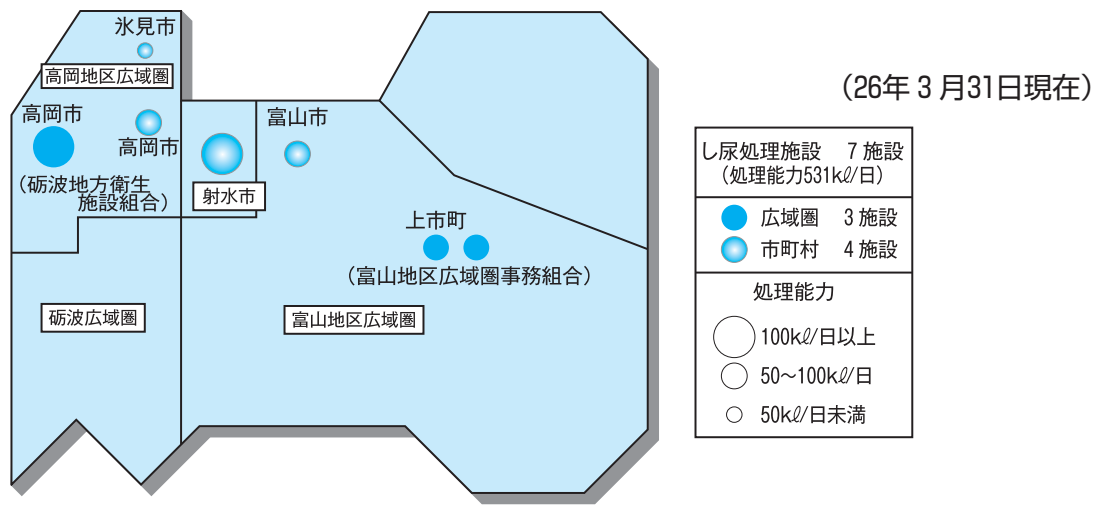 氷見市
高岡地区広域圏
高岡市
高岡市
(砺波地方衛生
施設組合)
射水市
富山市
上市町
(富山地区広域圏事務組合)
砺波広域圏
富山地区広域圏
(26年3月31日現在)
し尿処理施設 7施設
(処理能力531kℓ/日)
広域圏 3施設
市町村 4施設
処理能力
100kℓ/日以上
50〜100kℓ/日
50kℓ/日未満